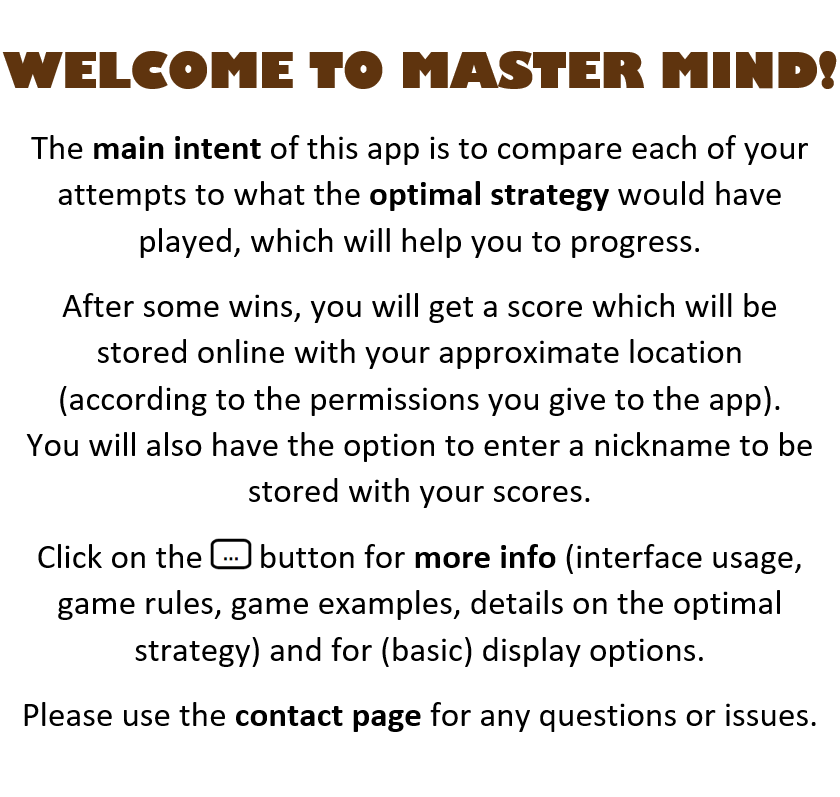 WELCOME TO MASTER MIND!
The main intent of this app is to compare each of your
attempts to what the optimal strategy would have
played, which will help you to progress.
After some wins, you will get a score which will be
stored online with your approximate location
(according to the permissions you give to the app).
You will also have the option to enter a nickname to be
stored with your scores.
Click on the ... button for more info (interface usage,
game rules, game examples, details on the optimal
strategy) and for (basic) display options.
Please use the contact page for any questions or issues.